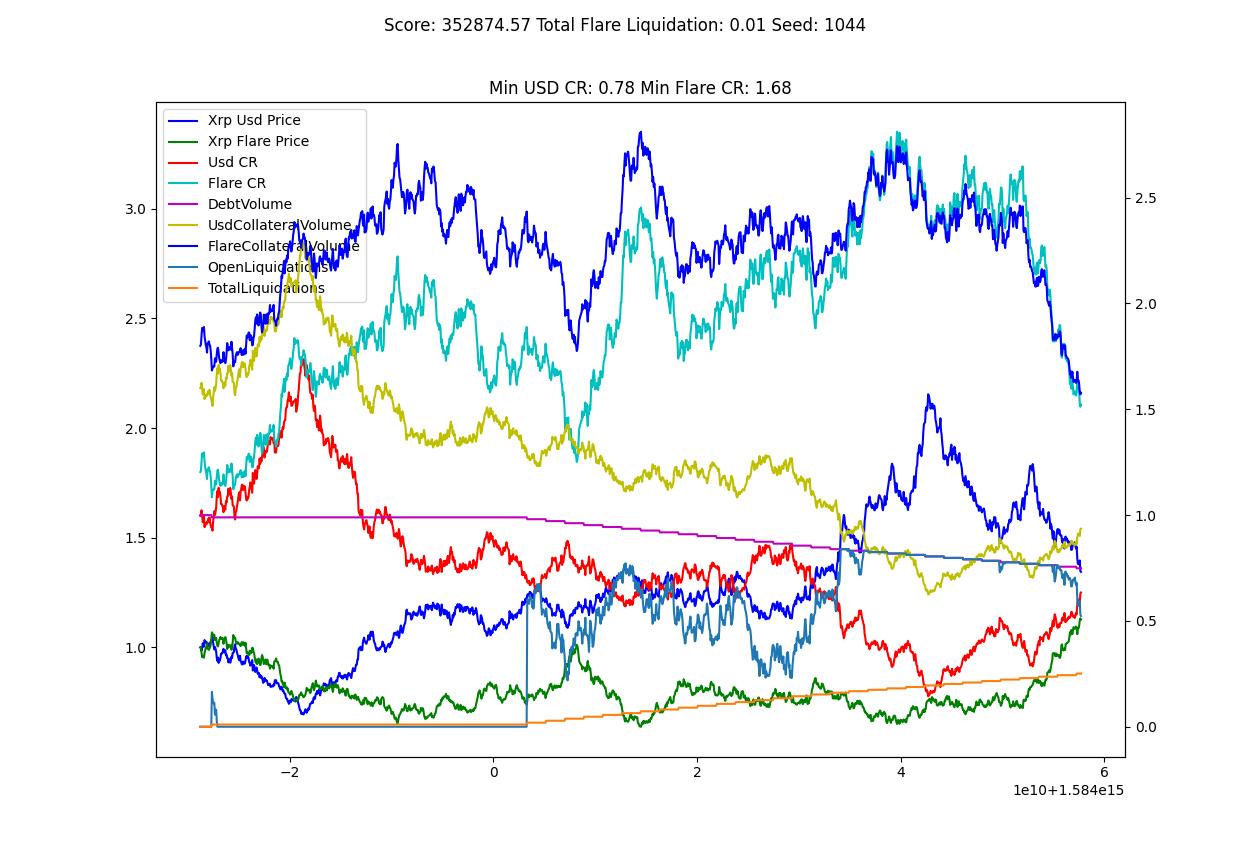 Score: 352874.57 Total Flare Liquidation: 0.01 Seed: 1044
Min USD CR: 0.78 Min Flare CR: 1.68
Xrp Usd Price
Xrp Flare Price
Usd CR
Flare CR
DebtVolume
UsdCollateralVolume
FlareCollateralVolume
OpenLiquidations
TotalLiquidations
3.0
2.5
2.0
1.5
1.0
2.5
2.0
1.5
1.0
0.5
0.0
−2
0
2
4
6
1e10+1.584e15